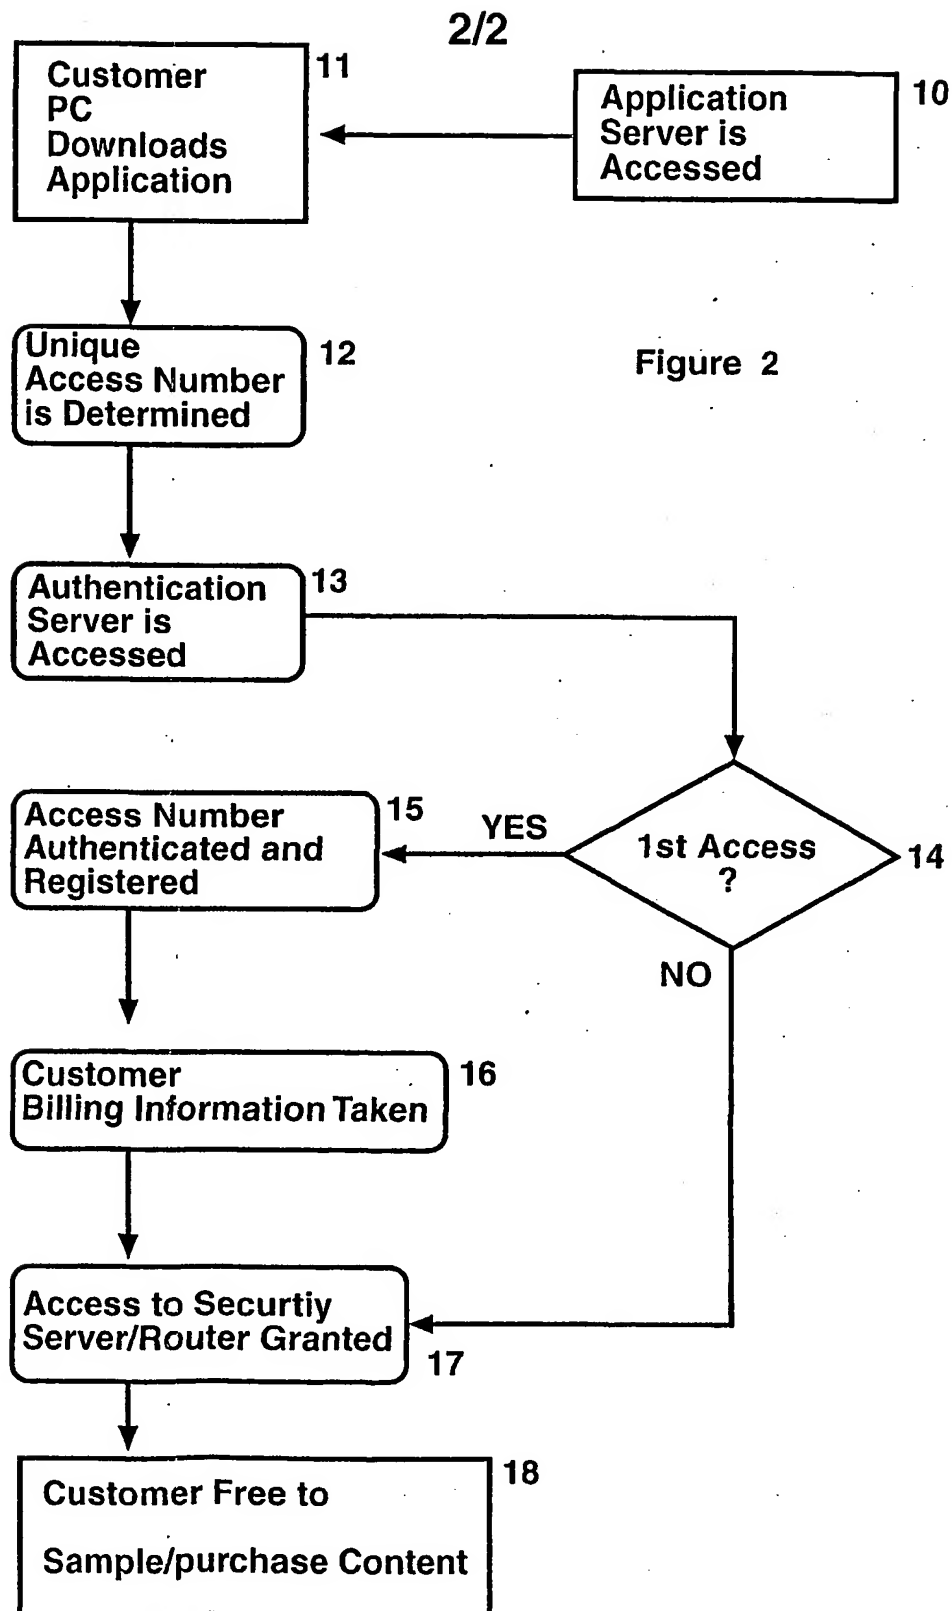 2/2
Customer
PC
Downloads
Application
11
Application
Server is
Accessed
10
Unique
Access Number
is Determined
12
Figure 2
Authentication
Server is
Accessed
13
Access Number
Authenticated and
Registered
15
YES
1st Access
?
14
NO
Customer
Billing Information Taken
16
Access to Securtiy
Server/Router Granted
17
Customer Free to
Sample/purchase Content
18